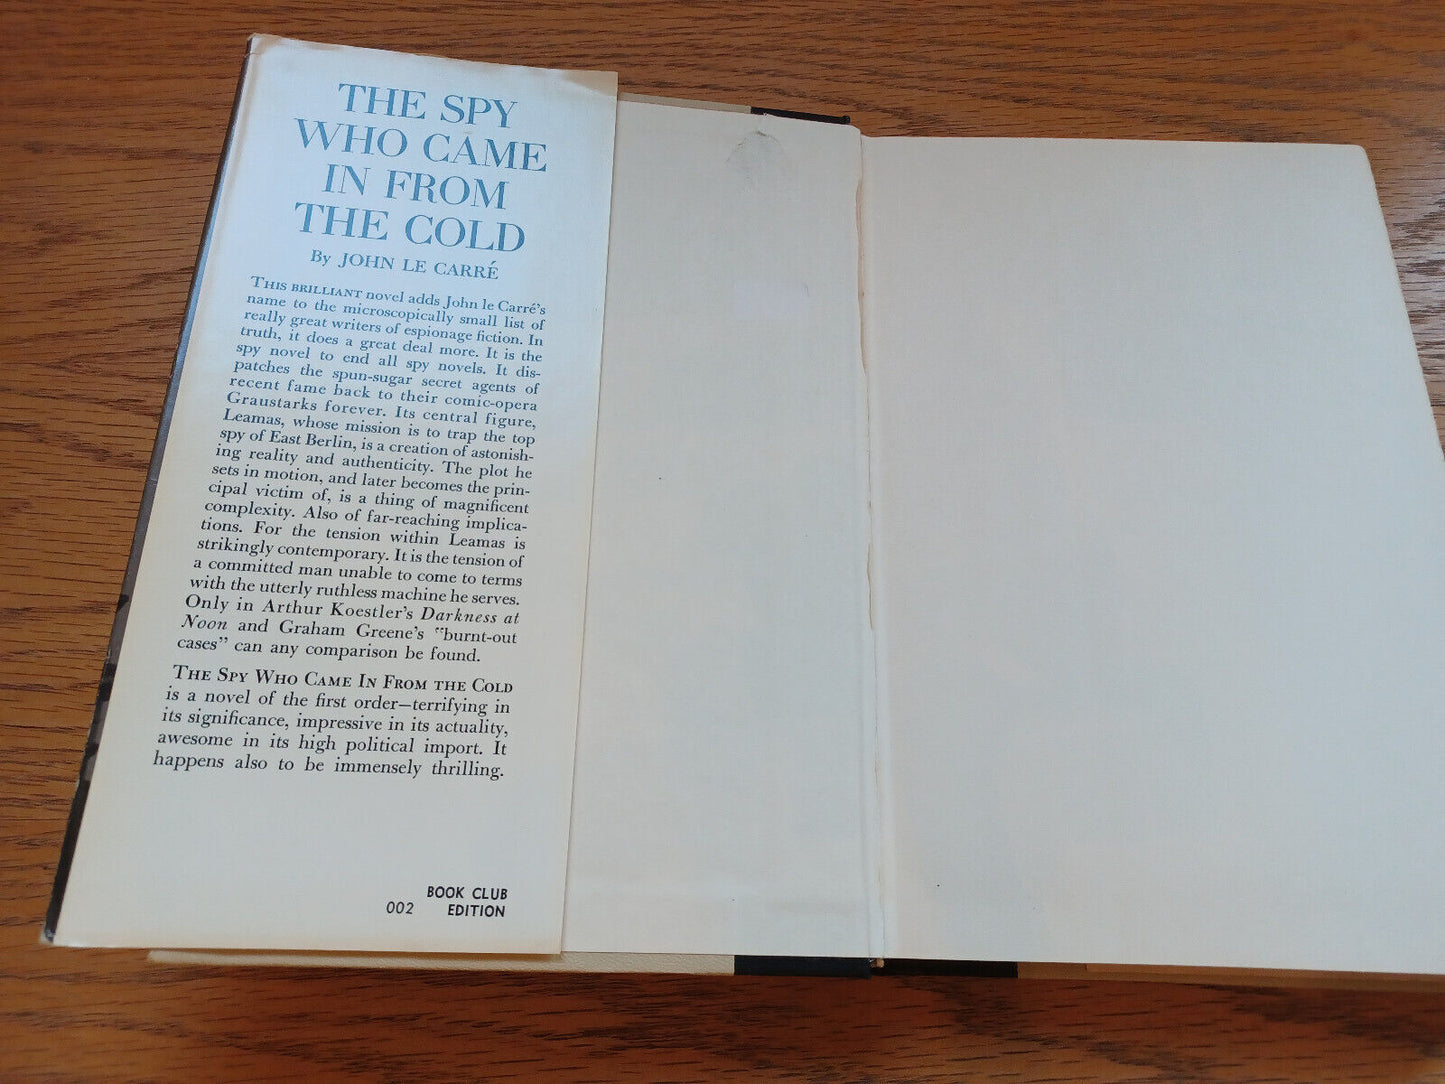 THE SPY
WHO CAME
IN FROM
THE COLD
By JOHN LE CARRÉ
THIS BRILLIANT novel adds John le Carré's
name to the microscopically small list of
really great writers of espionage fiction. In
truth, it does a great deal more. It is the
spy novel to end all spy novels. It dis-
patches the spun-sugar secret agents of
recent fame back to their comic-opera
Graustarks forever. Its central figure,
Leamas, whose mission is to trap the top
spy of East Berlin, is a creation of astonish-
ing reality and authenticity. The plot he
sets in motion, and later becomes the prin-
cipal victim of, is a thing of magnificent
complexity. Also of far-reaching implica-
tions. For the tension within Leamas is
strikingly contemporary. It is the tension of
a committed man unable to come to terms
with the utterly ruthless machine he serves.
Only in Arthur Koestler's Darkness at
Noon and Graham Greene's "burnt-out
cases" can any comparison be found.
THE SPY WHO CAME IN FROM THE COLD
is a novel of the first order—terrifying in
its significance, impressive in its actuality,
awesome in its high political import. It
happens also to be immensely thrilling.
BOOK CLUB
002 EDITION